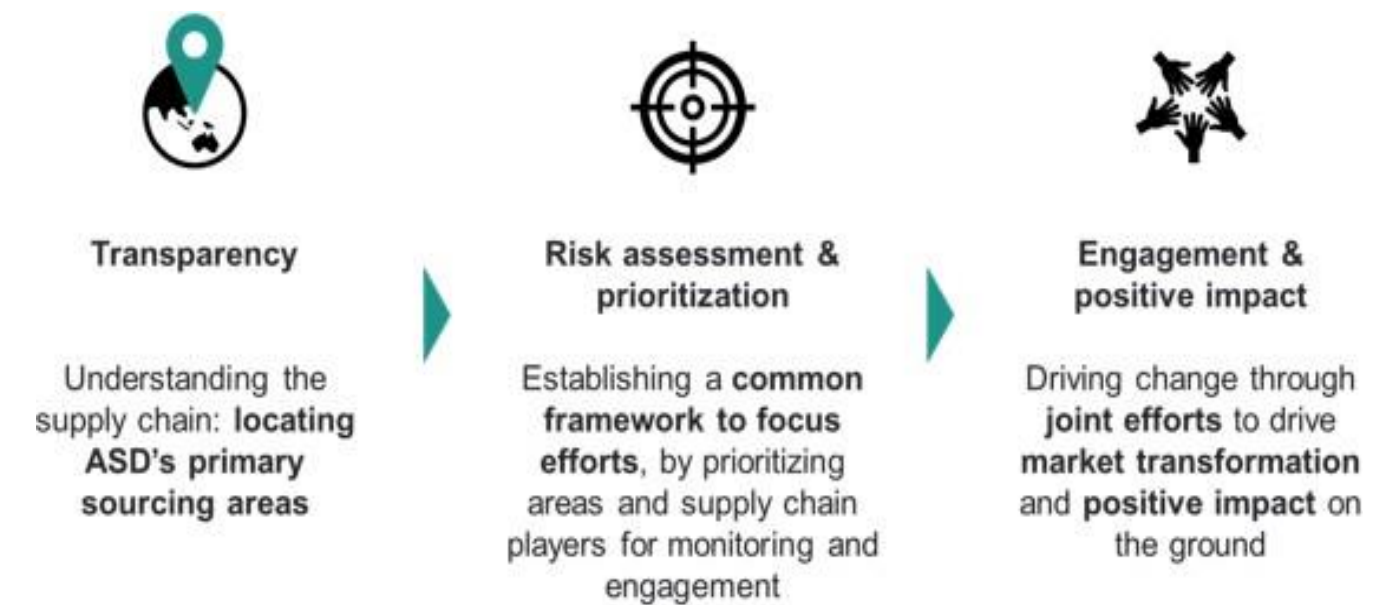 Transparency
Understanding the
supply chain: locating
ASD's primary
sourcing areas
Risk assessment &
prioritization
Establishing a common
framework to focus
efforts, by prioritizing
areas and supply chain
players for monitoring and
engagement
Engagement &
positive impact
Driving change through
joint efforts to drive
market transformation
and positive impact on
the ground